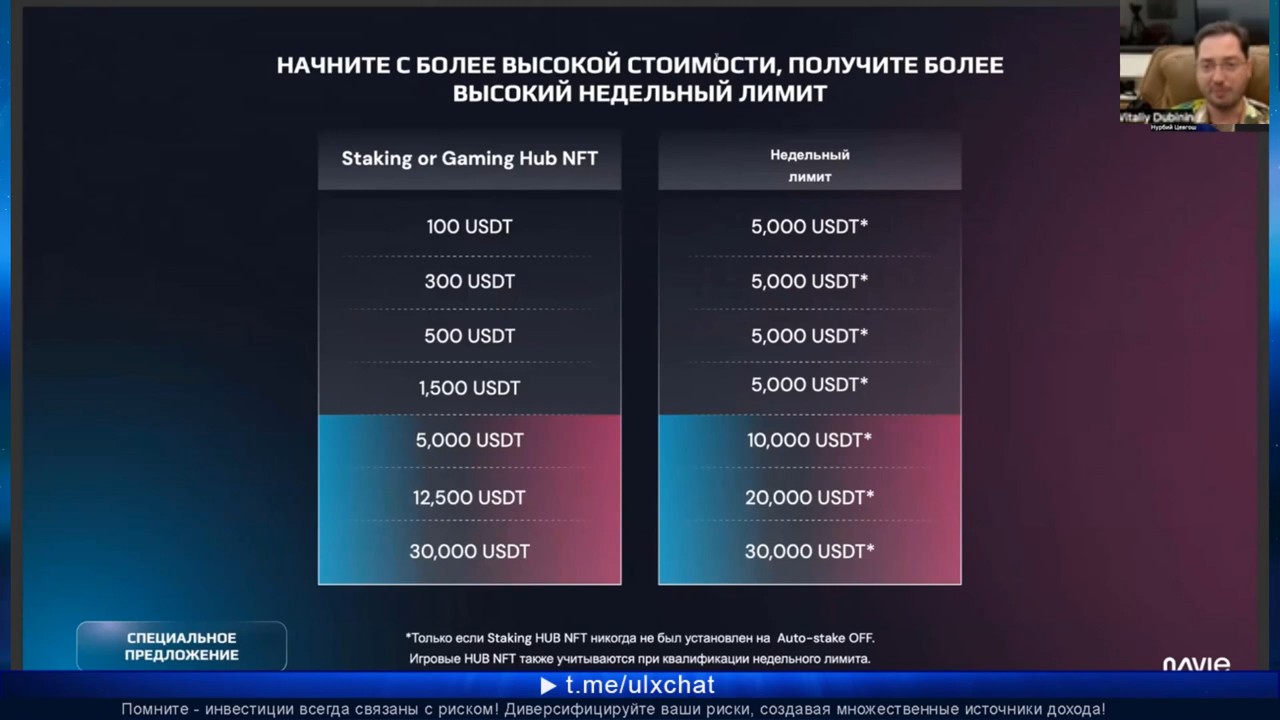 НАЧНИТЕ С БОЛЕЕ ВЫСОКОЙ СТОИМОСТИ, ПОЛУЧИТЕ БОЛЕЕ
ВЫСОКИЙ НЕДЕЛЬНЫЙ ЛИМИТ
Vitaliy Dubinin
Нурбий Цевгош
Staking or Gaming Hub NFT
Недельный
лимит
100 USDT 5,000 USDT*
300 USDT 5,000 USDT*
500 USDT 5,000 USDT*
1,500 USDT 5,000 USDT*
5,000 USDT 10,000 USDT*
12,500 USDT 20,000 USDT*
30,000 USDT 30,000 USDT*
СПЕЦИАЛЬНОЕ
ПРЕДЛОЖЕНИЕ
*Только если Staking HUB NFT никогда не был установлен на Auto-stake OFF.
Игровые HUB NFT также учитываются при квалификации недельного лимита.
navie
t.me/ulxchat
Помните - инвестиции всегда связаны с риском! Диверсифицируйте ваши риски, создавая множественные источники дохода!